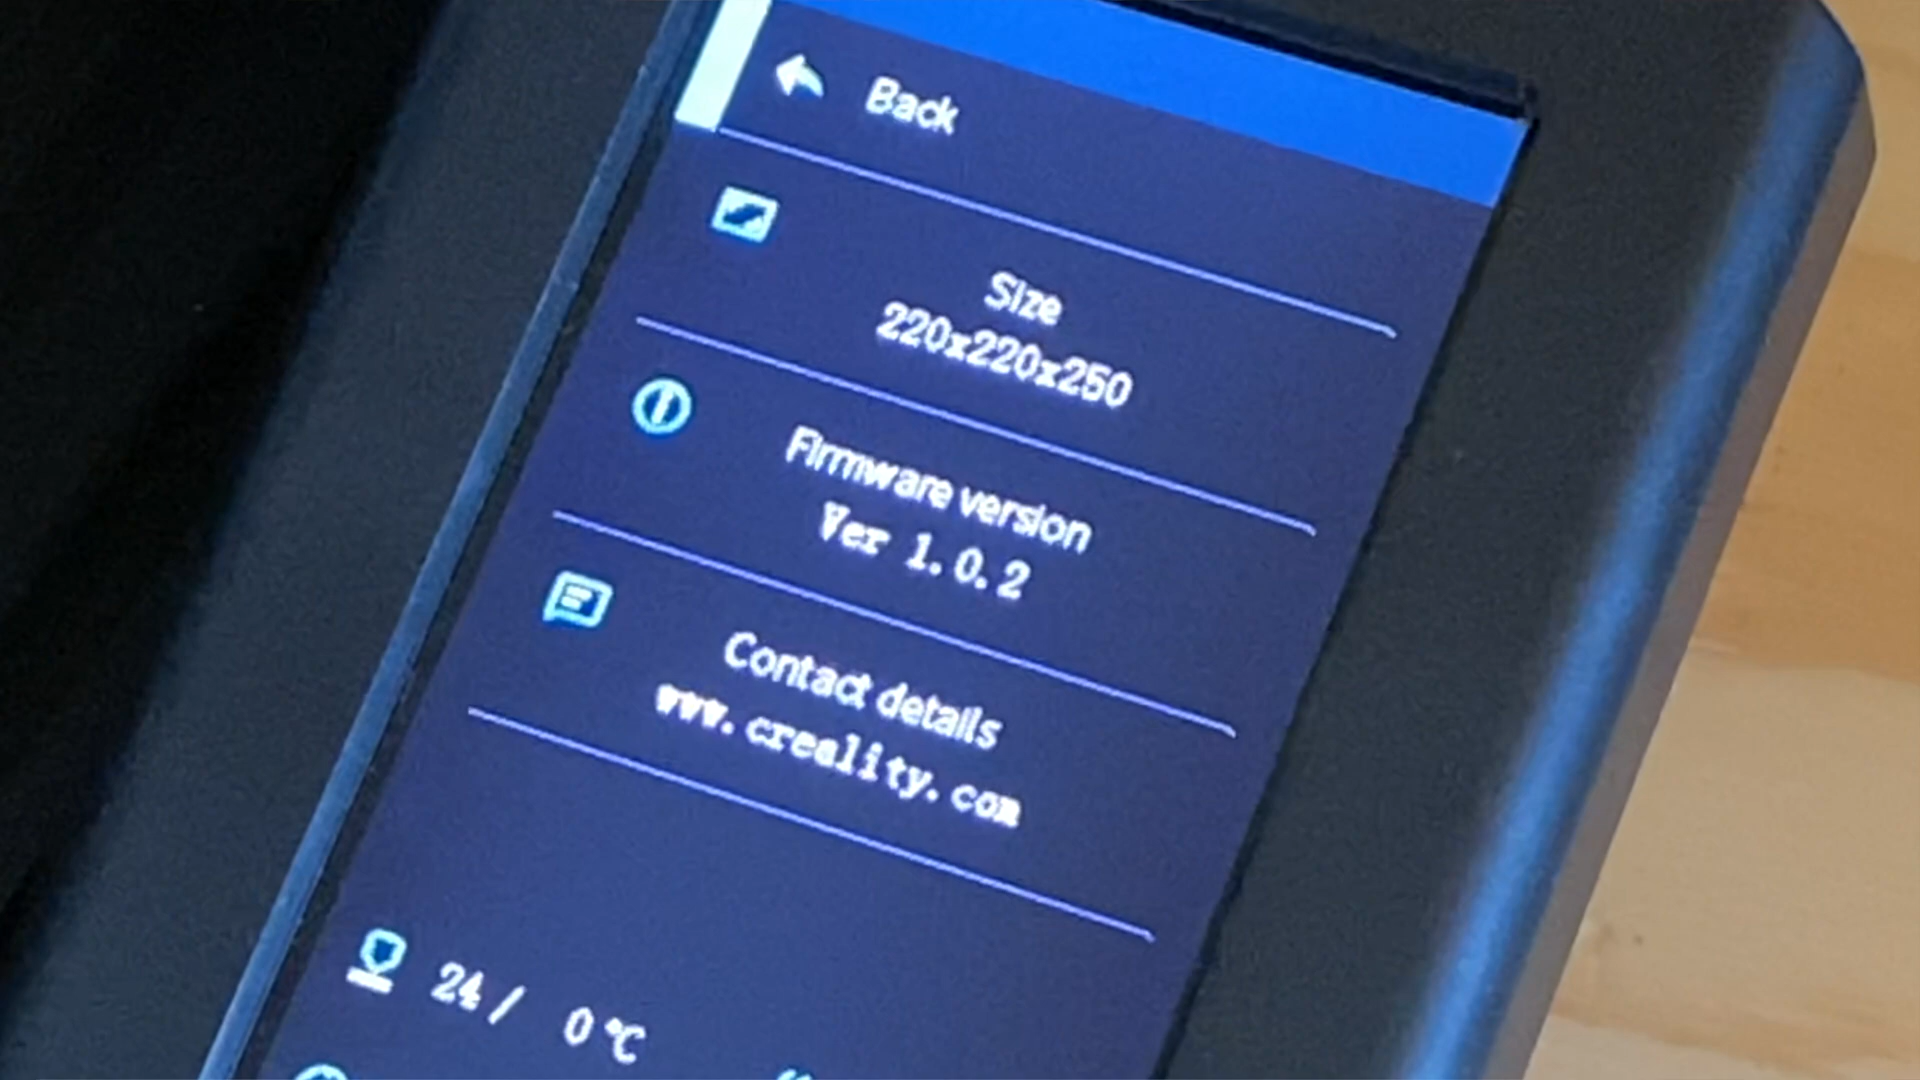 Back
Size
220x220x250
Firmware version
Ver 1.0.2
Contact details
www.creality.com
24 / 0 ℃